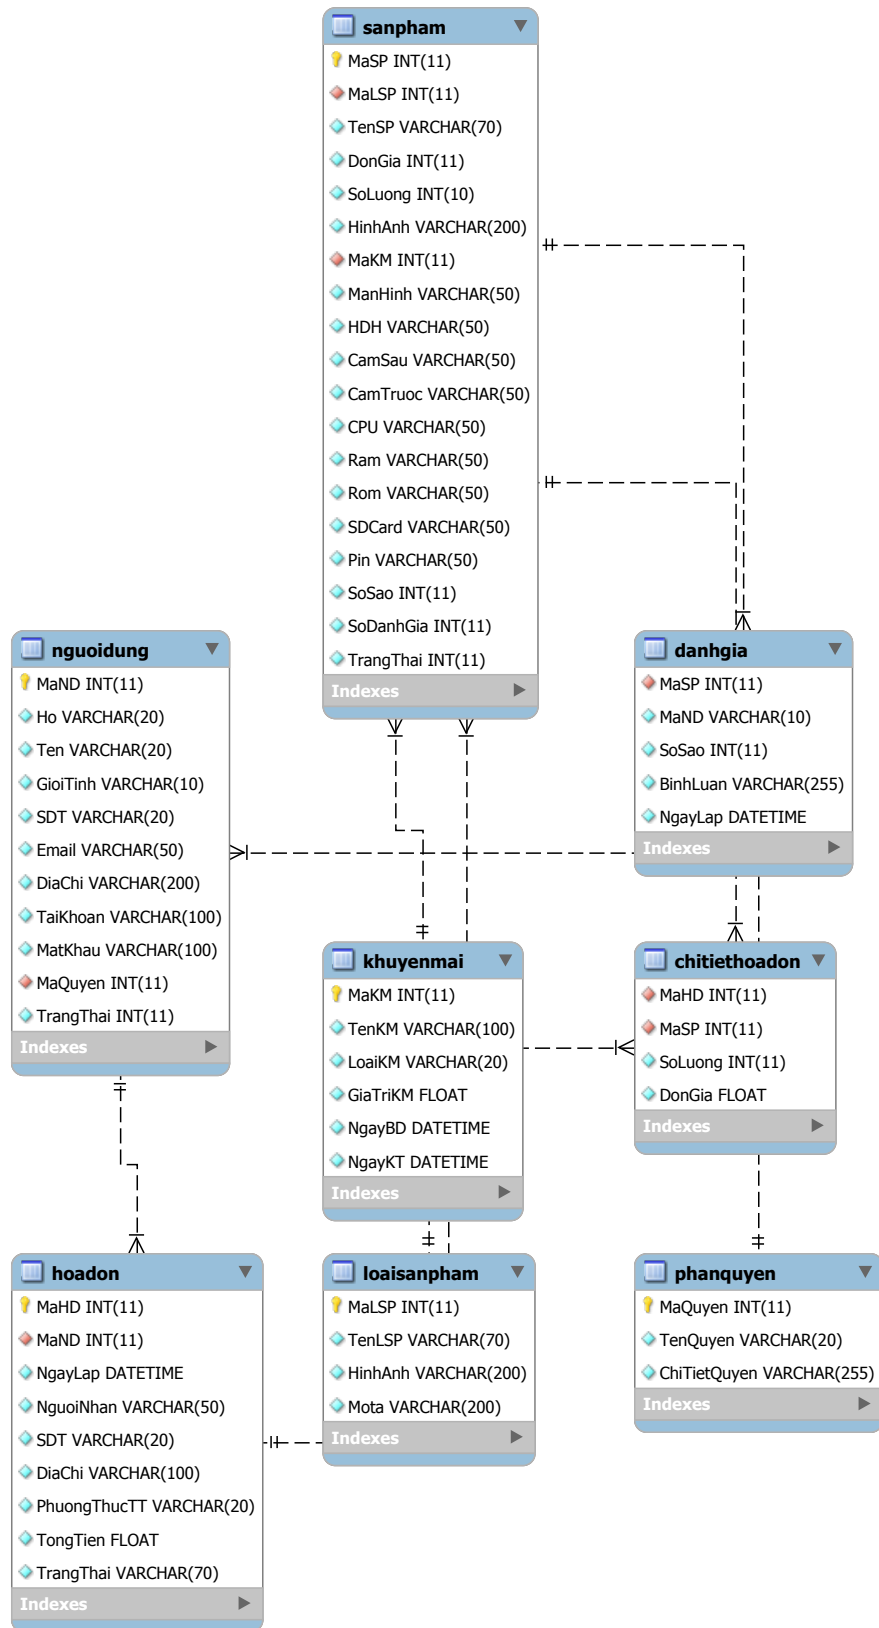 sanpham
MaSP INT(11)
MaLSP INT(11)
TenSP VARCHAR(70)
DonGia INT(11)
SoLuong INT(10)
HinhAnh VARCHAR(200)
MaKM INT(11)
ManHinh VARCHAR(50)
HDH VARCHAR(50)
CamSau VARCHAR(50)
CamTruoc VARCHAR(50)
CPU VARCHAR(50)
Ram VARCHAR(50)
Rom VARCHAR(50)
SDCard VARCHAR(50)
Pin VARCHAR(50)
SoSao INT(11)
SoDanhGia INT(11)
TrangThai INT(11)
Indexes
nguoidung
MaND INT(11)
Ho VARCHAR(20)
Ten VARCHAR(20)
GioiTinh VARCHAR(10)
SDT VARCHAR(20)
Email VARCHAR(50)
DiaChi VARCHAR(200)
TaiKhoan VARCHAR(100)
MatKhau VARCHAR(100)
MaQuyen INT(11)
TrangThai INT(11)
Indexes
danhgia
MaSP INT(11)
MaND VARCHAR(10)
SoSao INT(11)
BinhLuan VARCHAR(255)
NgayLap DATETIME
Indexes
khuyenmai
MaKM INT(11)
TenKM VARCHAR(100)
LoaiKM VARCHAR(20)
GiaTriKM FLOAT
NgayBD DATETIME
NgayKT DATETIME
Indexes
chitiethoadon
MaHD INT(11)
MaSP INT(11)
SoLuong INT(11)
DonGia FLOAT
Indexes
hoadon
MaHD INT(11)
MaND INT(11)
NgayLap DATETIME
NguoiNhan VARCHAR(50)
SDT VARCHAR(20)
DiaChi VARCHAR(100)
PhuongThucTT VARCHAR(20)
TongTien FLOAT
TrangThai VARCHAR(70)
Indexes
loaisanpham
MaLSP INT(11)
TenLSP VARCHAR(70)
HinhAnh VARCHAR(200)
Mota VARCHAR(200)
Indexes
phanquyen
MaQuyen INT(11)
TenQuyen VARCHAR(20)
ChiTietQuyen VARCHAR(255)
Indexes